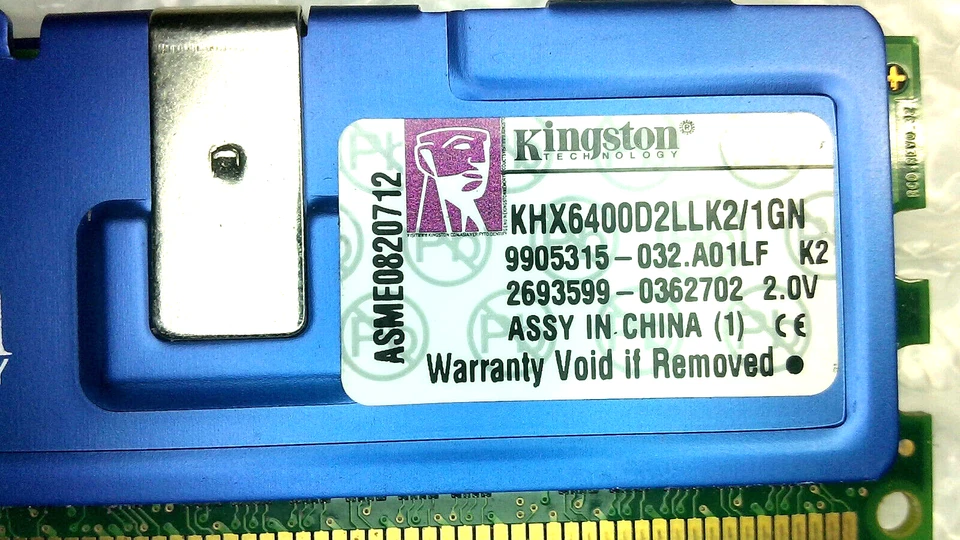 Kingston®
TECHNOLOGY
KHX6400D2LLK2/1GN
9905315-032.A01LF K2
2693599-0362702 2.0V
ASSY IN CHINA (1) CE
Warranty Void if Removed
ASME0820712